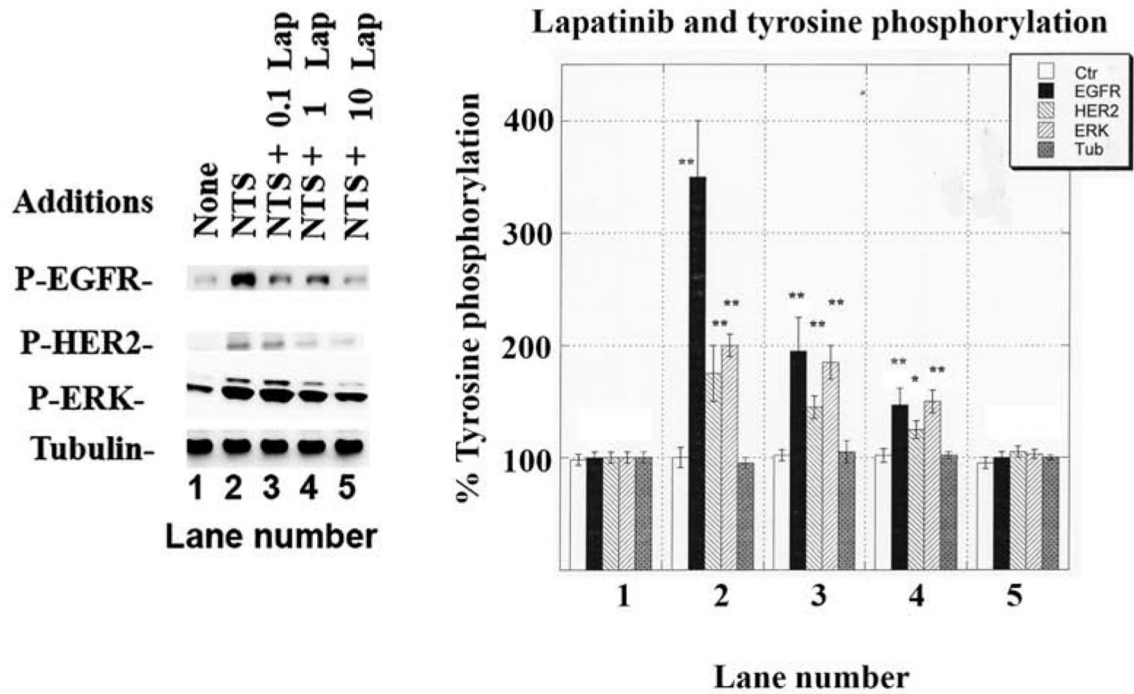 Additions
None
NTS
NTS + 0.1 Lap
NTS + 1 Lap
NTS + 10 Lap
P-EGFR-
P-HER2-
P-ERK-
Tubulin-
1 2 3 4 5
Lane number
Lapatinib and tyrosine phosphorylation
% Tyrosine phosphorylation
400
300
200
100
Ctr
EGFR
HER2
ERK
Tub
**
**
**
**
**
**
**
*
**
1 2 3 4 5
Lane number